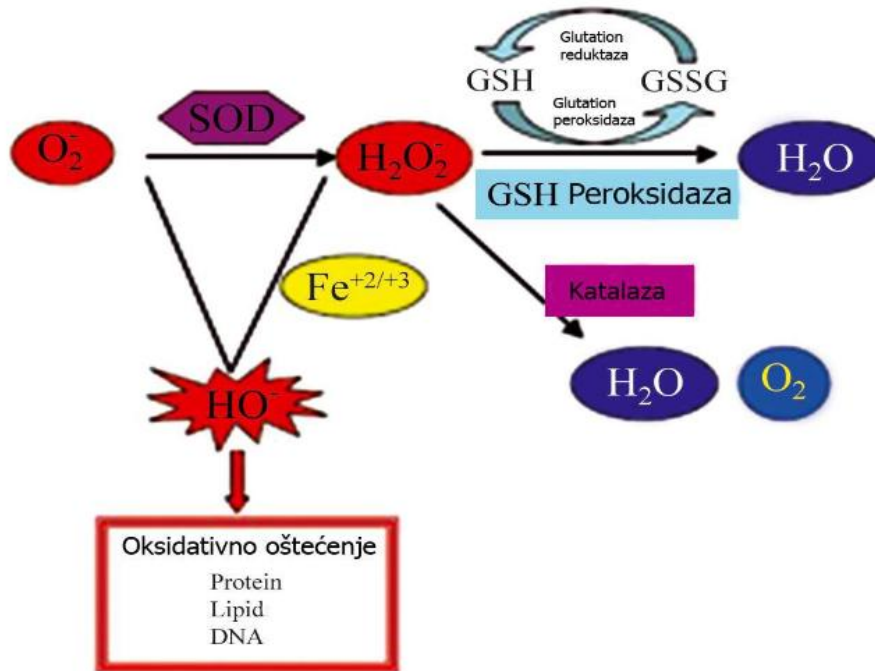 Glutation
reduktaza
GSH
GSSG
Glutation
peroksidaza
SOD
O₂⁻
H₂O₂⁻
H₂O
GSH Peroksidaza
Fe⁺²/⁺³
Katalaza
H₂O
O₂
HO⁻
Oksidativno oštećenje
Protein
Lipid
DNA